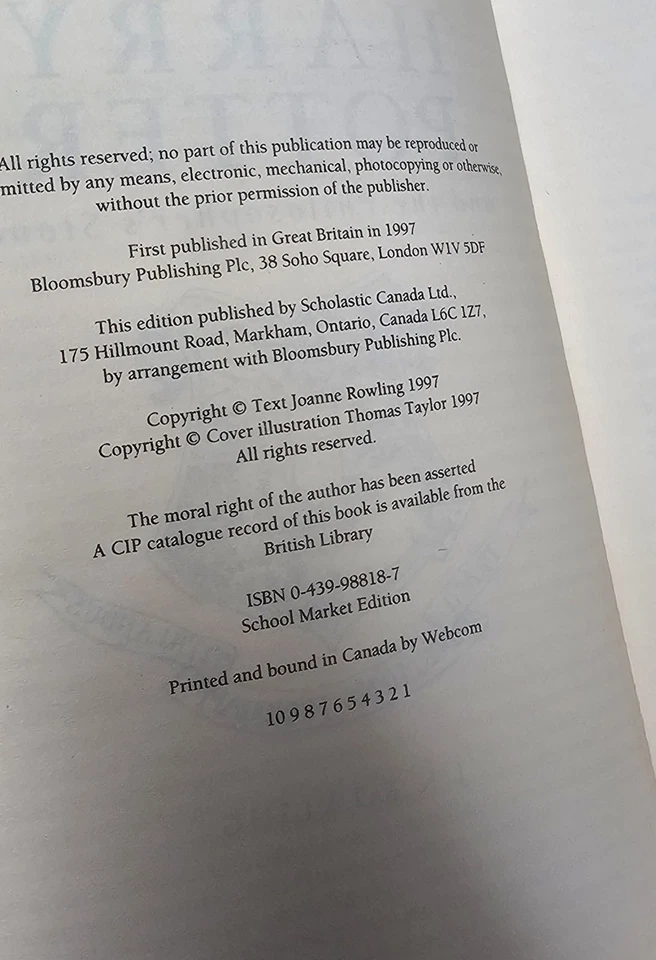 All rights reserved; no part of this publication may be reproduced or
mitted by any means, electronic, mechanical, photocopying or otherwise,
without the prior permission of the publisher.
First published in Great Britain in 1997
Bloomsbury Publishing Plc, 38 Soho Square, London W1V 5DF
This edition published by Scholastic Canada Ltd.,
175 Hillmount Road, Markham, Ontario, Canada L6C 1Z7,
by arrangement with Bloomsbury Publishing Plc.
Copyright © Text Joanne Rowling 1997
Copyright © Cover illustration Thomas Taylor 1997
All rights reserved.
The moral right of the author has been asserted
A CIP catalogue record of this book is available from the
British Library
ISBN 0-439-98818-7
School Market Edition
Printed and bound in Canada by Webcom
10 9 8 7 6 5 4 3 2 1